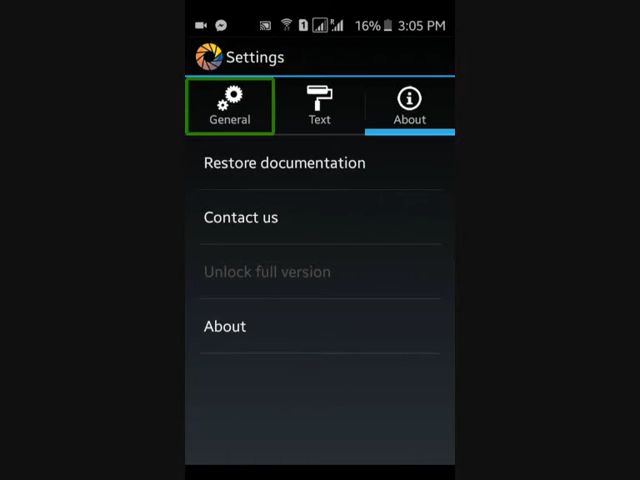 16% 3:05 PM
Settings
General Text About
Restore documentation
Contact us
Unlock full version
About